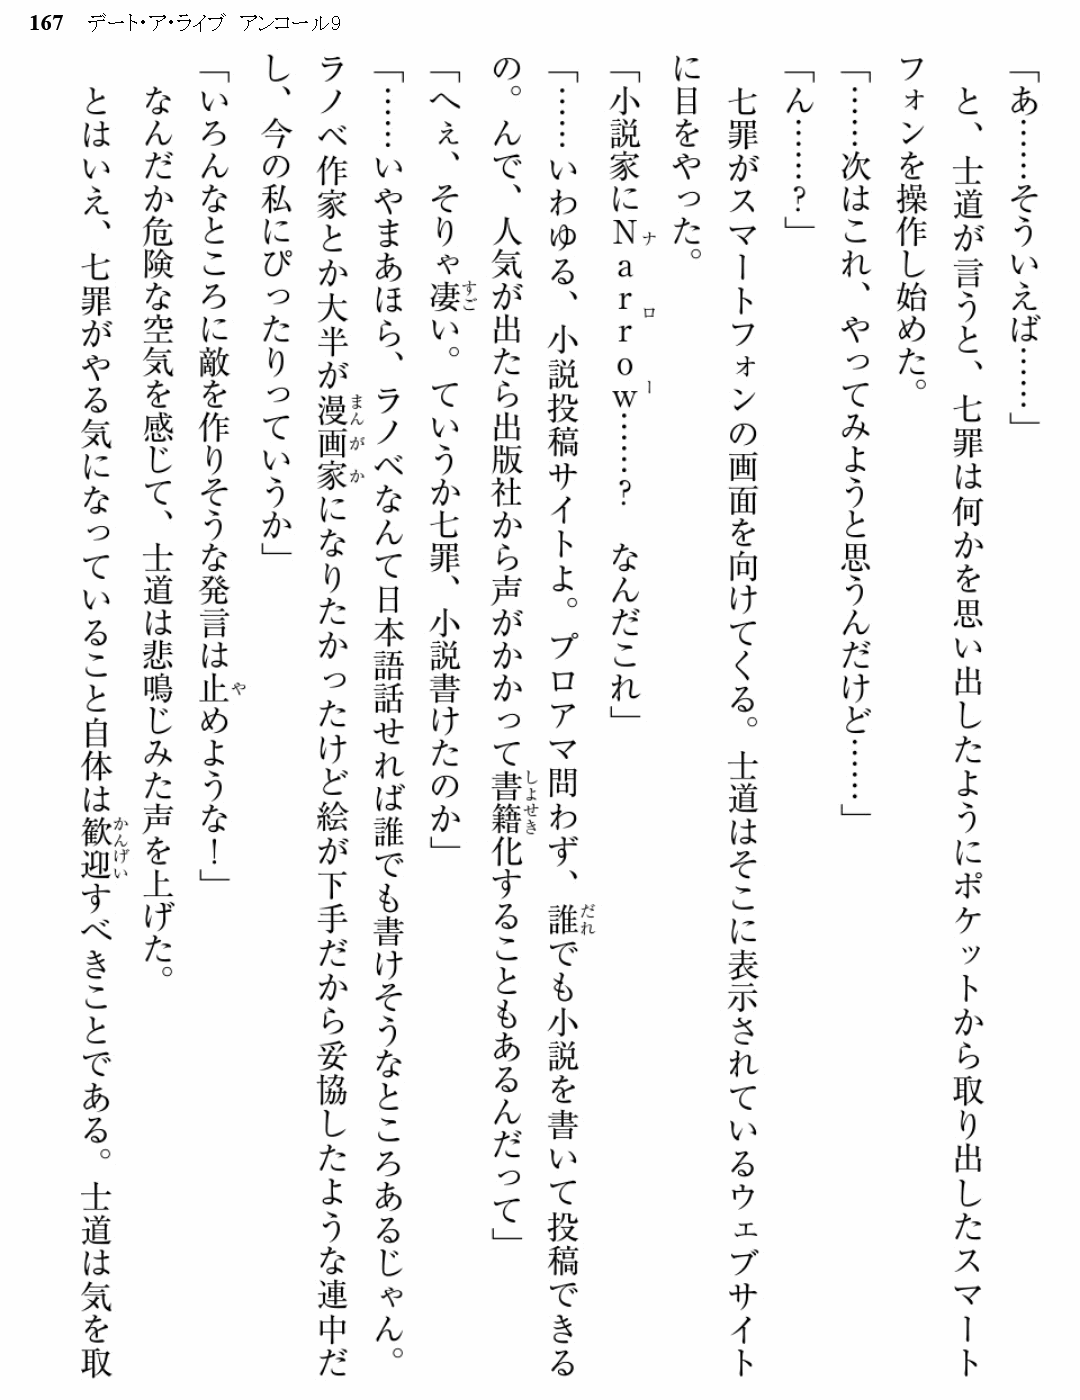 167 デート・ア・ライブ アンコール9
「あ……そういえば……」
と、士道が言うと、七罪は何かを思い出したようにポケットから取り出したスマート
フォンを操作し始めた。
「……次はこれ、やってみようと思うんだけど……」
「ん……?」
七罪がスマートフォンの画面を向けてくる。士道はそこに表示されているウェブサイト
に目をやった。
「小説家にNarrow……? なんだこれ」
「……いわゆる、小説投稿サイトよ。プロアマ問わず、誰でも小説を書いて投稿できる
の。んで、人気が出たら出版社から声がかかって書籍化することもあるんだって」
「へぇ、そりゃ凄い。ていうか七罪、小説書けたのか」
「……いやまあほら、ラノベなんて日本語話せれば誰でも書けそうなところあるじゃん。
ラノベ作家とか大半が漫画家になりたかったけど絵が下手だから妥協したような連中だ
し、今の私にぴったりっていうか」
「いろんなところに敵を作りそうな発言は止めような!」
なんだか危険な空気を感じて、士道は悲鳴じみた声を上げた。
とはいえ、七罪がやる気になっていること自体は歓迎すべきことである。士道は気を取